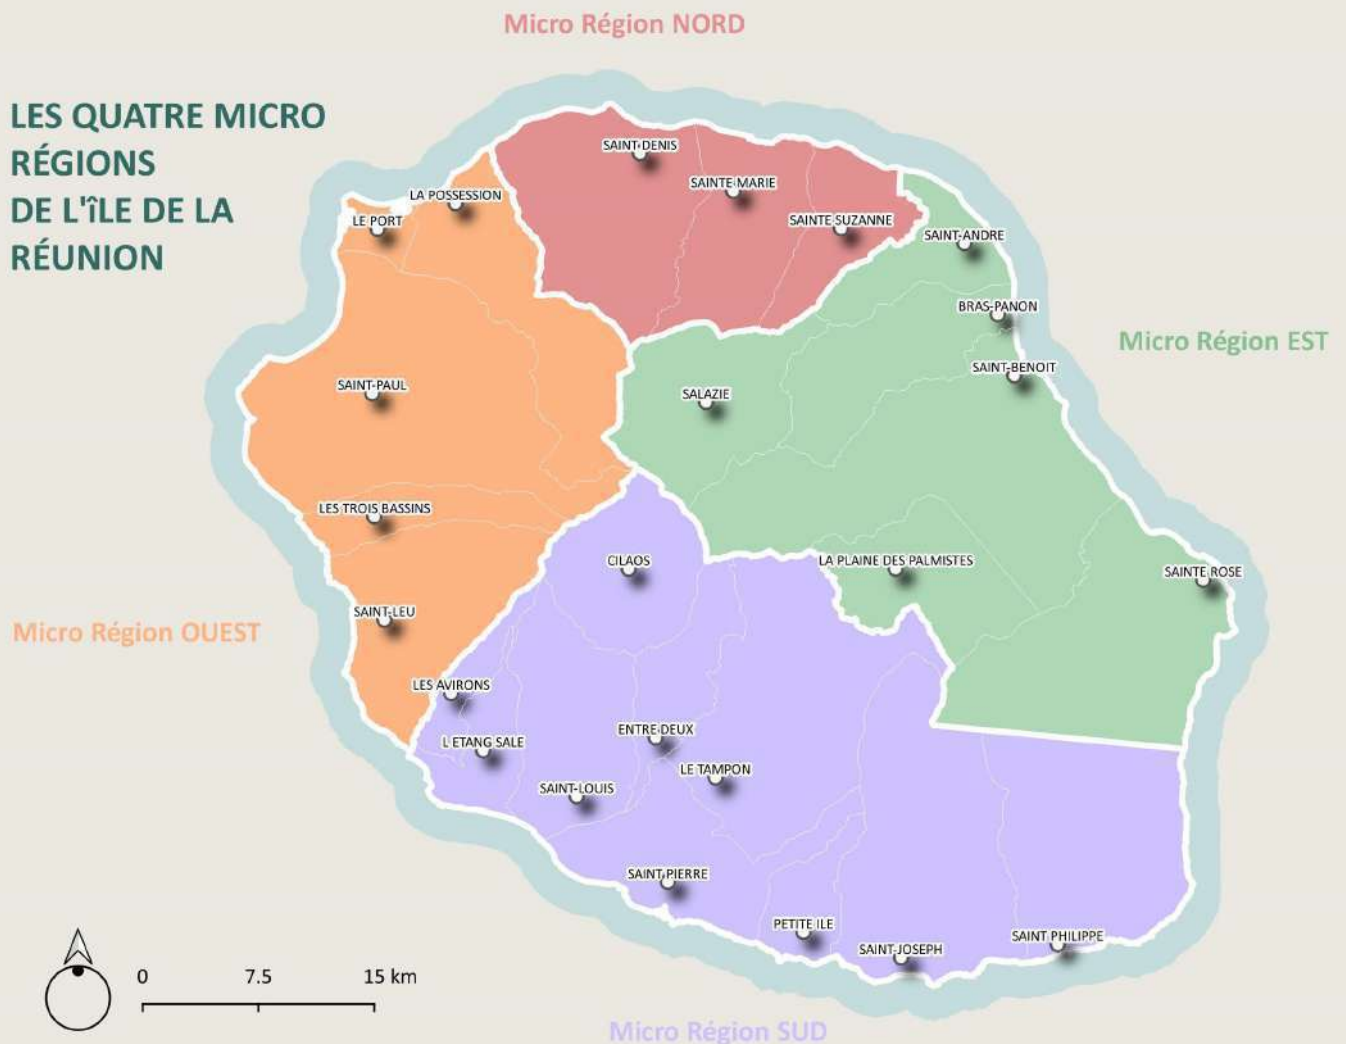 Micro Région NORD
LES QUATRE MICRO
RÉGIONS
DE L'îLE DE LA
RÉUNION
SAINT-DENIS
SAINTE MARIE
LA POSSESSION
LE PORT
SAINTE SUZANNE
SAINT-ANDRE
BRAS-PANON
Micro Région EST
SAINT-BENOIT
SAINT-PAUL
SALAZIE
LES TROIS BASSINS
CILAOS
LA PLAINE DES PALMISTES
SAINTE ROSE
SAINT-LEU
Micro Région OUEST
LES AVIRONS
L ETANG SALE
ENTRE-DEUX
LE TAMPON
SAINT-LOUIS
SAINT PIERRE
PETITE ILE
SAINT-JOSEPH
SAINT PHILIPPE
0 7.5 15 km
Micro Région SUD